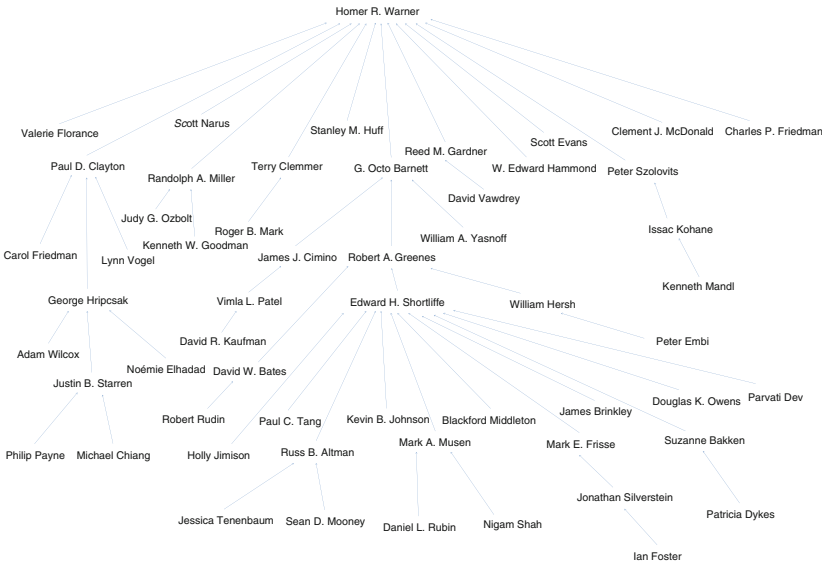 Homer R. Warner
Valerie Florance
Scott Narus
Stanley M. Huff
Scott Evans
Clement J. McDonald
Charles P. Friedman
Paul D. Clayton
Randolph A. Miller
Terry Clemmer
G. Octo Barnett
Reed M. Gardner
W. Edward Hammond
Peter Szolovits
David Vawdrey
Judy G. Ozbolt
Kenneth W. Goodman
Roger B. Mark
William A. Yasnoff
Issac Kohane
Carol Friedman
Lynn Vogel
James J. Cimino
Robert A. Greenes
Kenneth Mandl
George Hripcsak
Vimla L. Patel
Edward H. Shortliffe
William Hersh
Adam Wilcox
Noémie Elhadad
David R. Kaufman
David W. Bates
Peter Embi
Justin B. Starren
Robert Rudin
Paul C. Tang
Kevin B. Johnson
Blackford Middleton
James Brinkley
Douglas K. Owens
Parvati Dev
Philip Payne
Michael Chiang
Holly Jimison
Russ B. Altman
Mark A. Musen
Mark E. Frisse
Suzanne Bakken
Jonathan Silverstein
Jessica Tenenbaum
Sean D. Mooney
Daniel L. Rubin
Nigam Shah
Patricia Dykes
Ian Foster